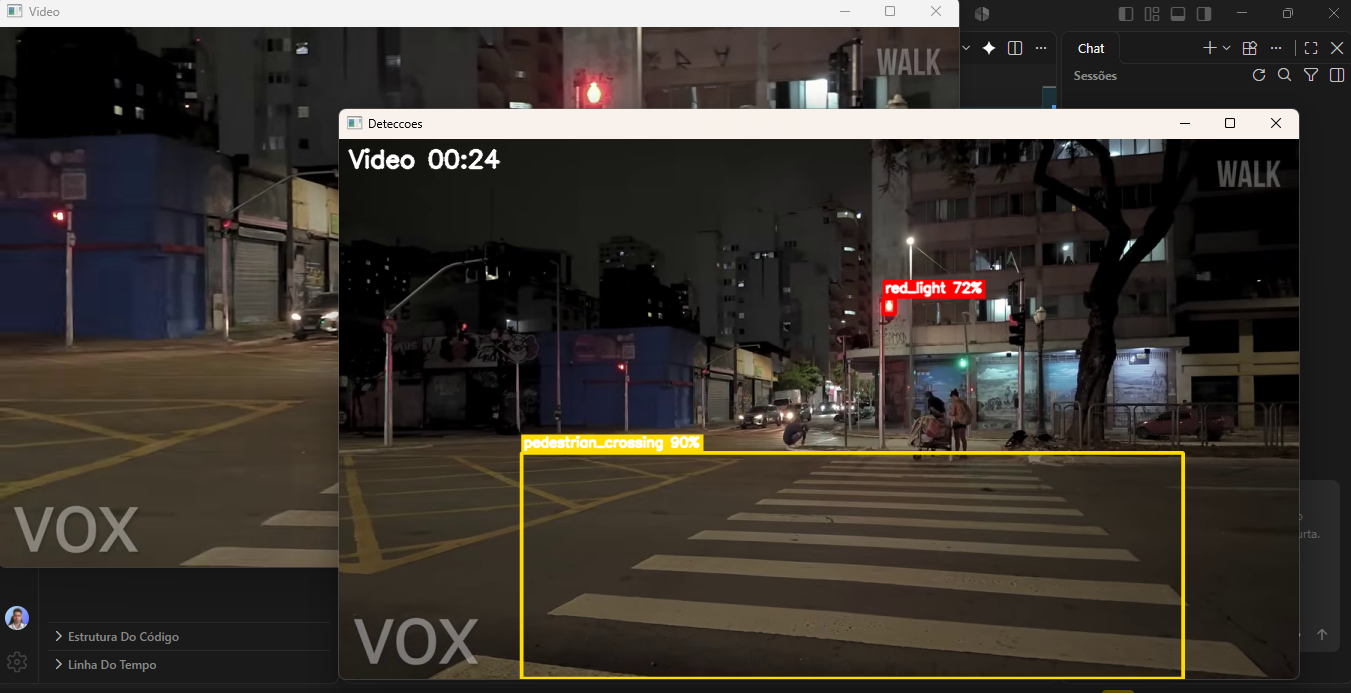 Video
WALK
VOX
Chat
Sessões
Deteccoes
Video 00:24
WALK
red_light 72%
pedestrian_crossing 90%
VOX
Estrutura Do Código
Linha Do Tempo